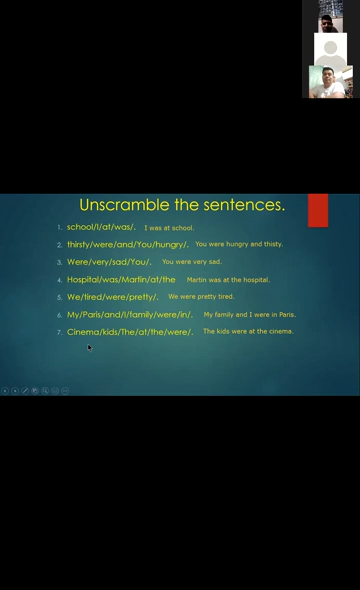 Unscramble the sentences.
1. school/I/at/was/. I was at school.
2. thirsty/were/and/You/hungry/. You were hungry and thisty.
3. Were/very/sad/You/. You were very sad.
4. Hospital/was/Martin/at/the Martin was at the hospital.
5. We/tired/were/pretty/. We were pretty tired.
6. My/Paris/and/I/family/were/in/. My family and I were in Paris.
7. Cinema/kids/The/at/the/were/. The kids were at the cinema.